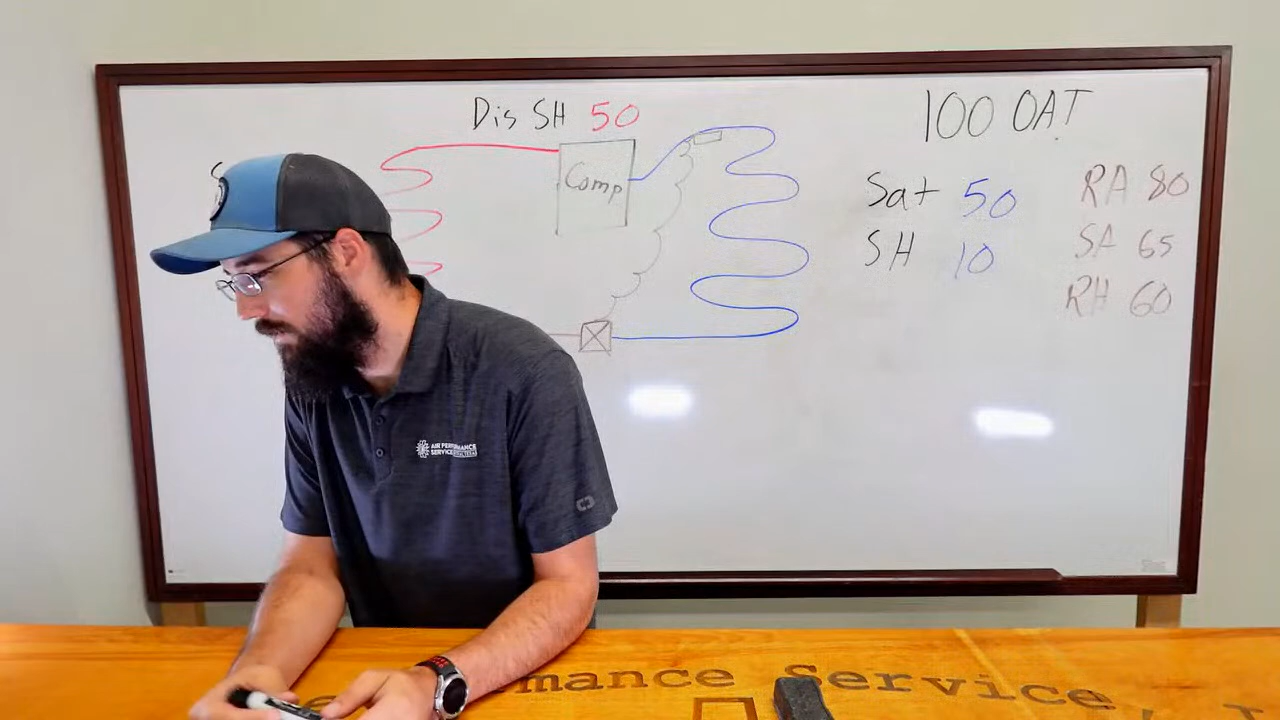 Dis SH 50
100 OAT
Comp
Sat 50
RA 80
SH 10
SA 65
RH 60
AIR PERFORMANCE
mance Service, I